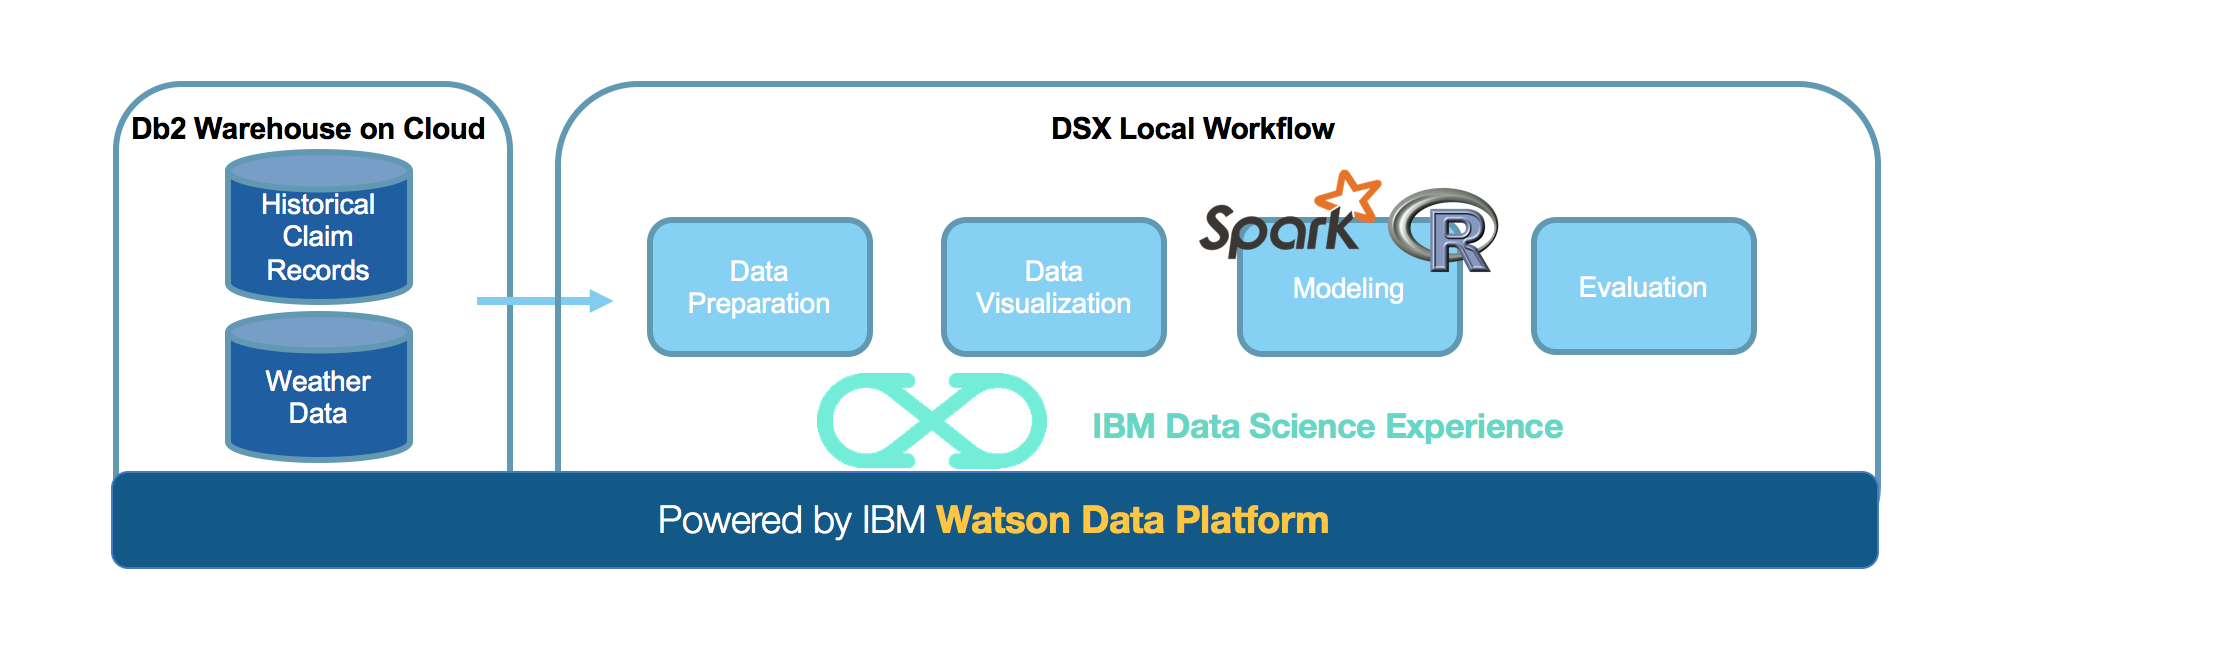 Db2 Warehouse on Cloud
Historical
Claim
Records
Weather
Data
DSX Local Workflow
Data
Preparation
Data
Visualization
Spark
R
Modeling
Evaluation
IBM Data Science Experience
Powered by IBM Watson Data Platform